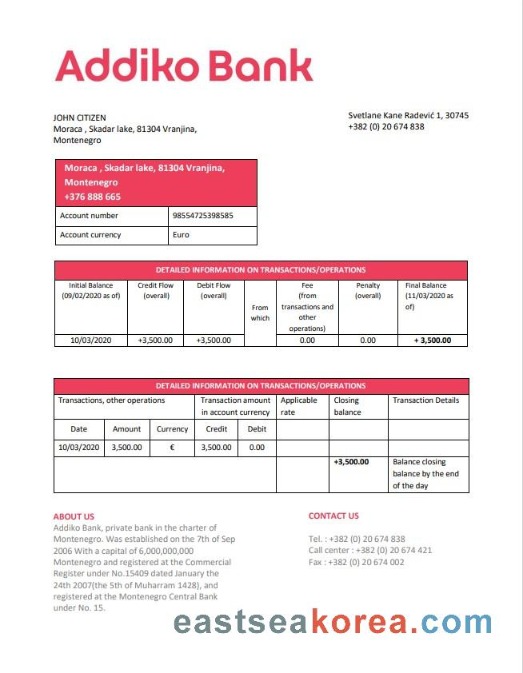 Addiko Bank
JOHN CITIZEN
Moraca , Skadar lake, 81304 Vranjina,
Montenegro
Svetlane Kane Radević 1, 30745
+382 (0) 20 674 838
Moraca , Skadar lake, 81304 Vranjina,
Montenegro
+376 888 665
Account number 98554725398585
Account currency Euro
DETAILED INFORMATION ON TRANSACTIONS/OPERATIONS
Initial Balance Credit Flow Debit Flow Fee Penalty Final Balance
(09/02/2020 as of) (overall) (overall) (from (overall) (11/03/2020 as
From transactions and of)
which other
operations)
10/03/2020 +3,500.00 +3,500.00 0.00 0.00 + 3,500.00
DETAILED INFORMATION ON TRANSACTIONS/OPERATIONS
Transactions, other operations Transaction amount Applicable Closing Transaction Details
in account currency rate balance
Date Amount Currency Credit Debit
10/03/2020 3,500.00 € 3,500.00 0.00
+3,500.00 Balance closing
balance by the end
of the day
ABOUT US
Addiko Bank, private bank in the charter of
Montenegro. Was established on the 7th of Sep
2006 With a capital of 6,000,000,000
Montenegro and registered at the Commercial
Register under No.15409 dated January the
24th 2007(the 5th of Muharram 1428), and
registered at the Montenegro Central Bank
under No. 15.
CONTACT US
Tel. : +382 (0) 20 674 838
Call center : +382 (0) 20 674 421
Fax : +382 (0) 20 674 002
eastseakorea.com